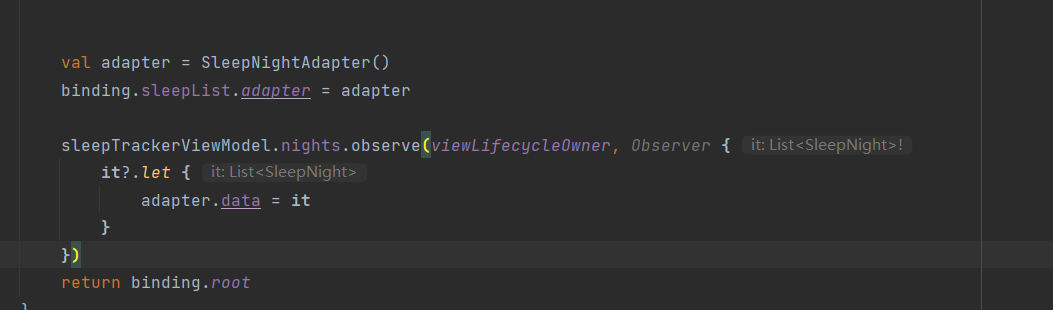 val adapter = SleepNightAdapter()
binding.sleepList.adapter = adapter
sleepTrackerViewModel.nights.observe(viewLifecycleOwner, Observer { it: List<SleepNight>!
it?.let { it: List<SleepNight>
adapter.data = it
}
})
return binding.root
}